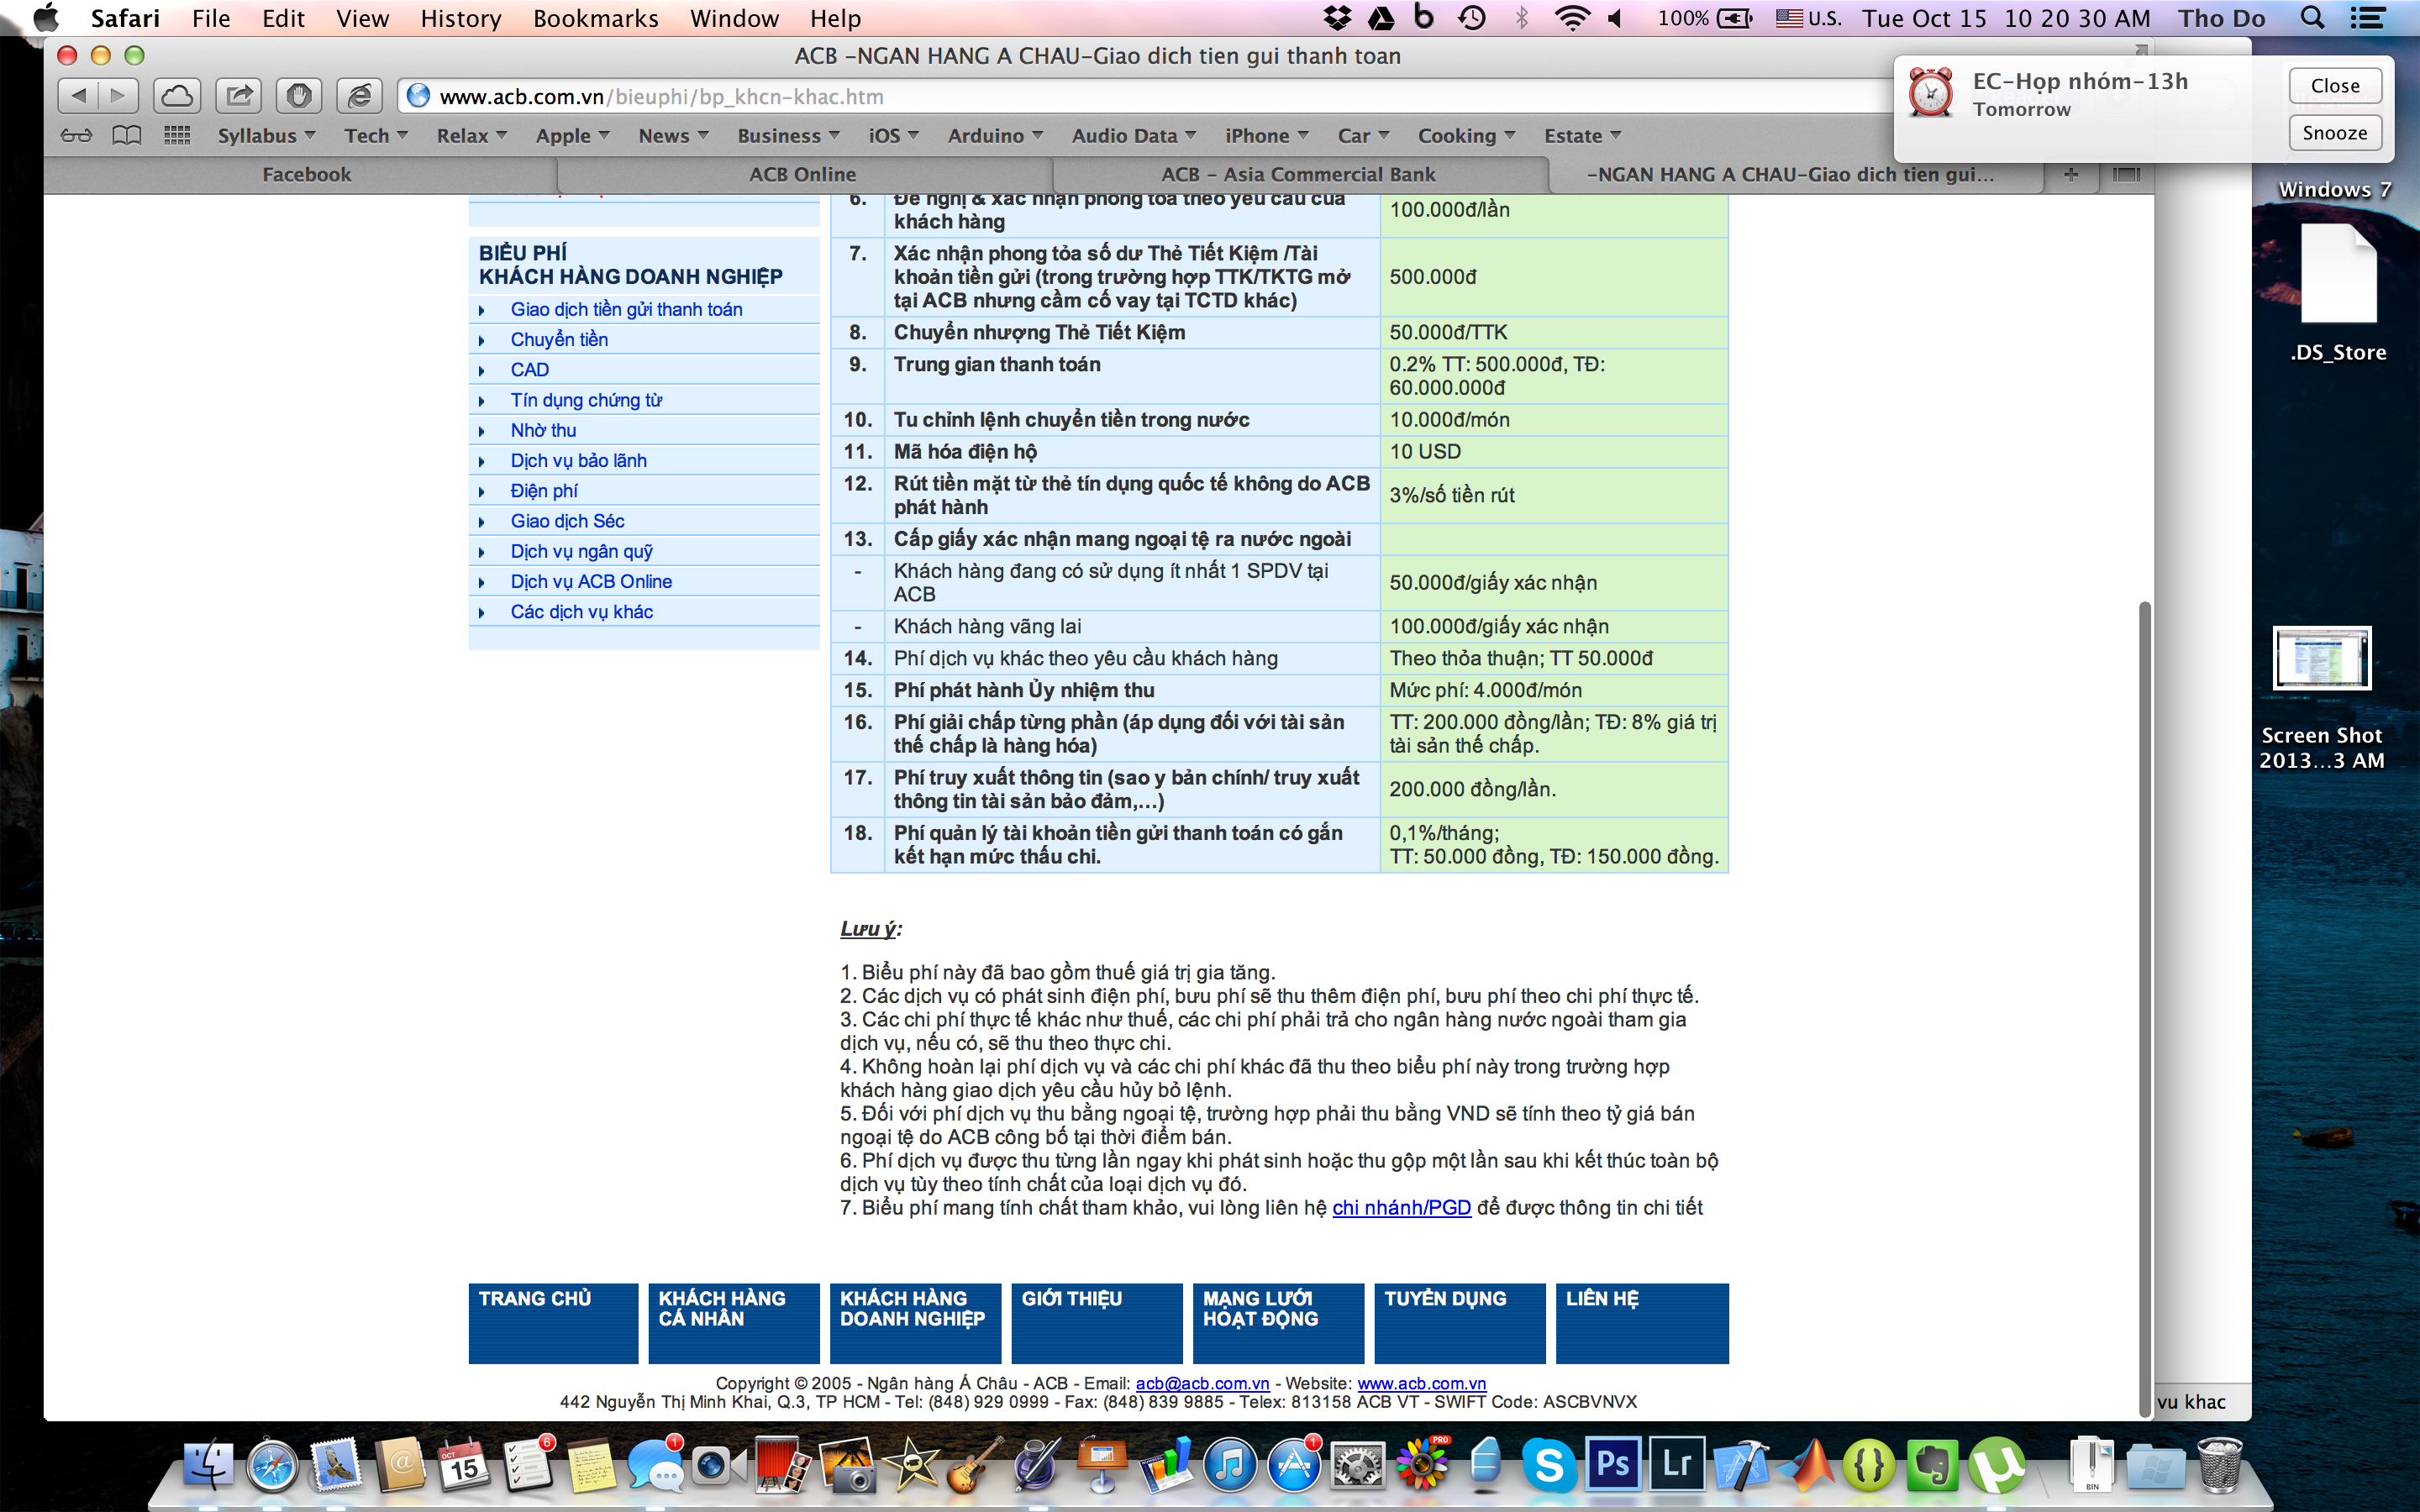 Safari File Edit View History Bookmarks Window Help 100% U.S. Tue Oct 15 10 20 30 AM Tho Do
ACB -NGAN HANG A CHAU-Giao dich tien gui thanh toan
www.acb.com.vn/bieuphi/bp_khcn-khac.htm
EC-Họp nhóm-13h
Tomorrow
Close
Snooze
Syllabus Tech Relax Apple News Business iOS Arduino Audio Data iPhone Car Cooking Estate
Facebook ACB Online ACB - Asia Commercial Bank -NGAN HANG A CHAU-Giao dich tien gui...
Windows 7
.DS_Store
Screen Shot
2013...3 AM
BIỂU PHÍ
KHÁCH HÀNG DOANH NGHIỆP
Giao dịch tiền gửi thanh toán
Chuyển tiền
CAD
Tín dụng chứng từ
Nhờ thu
Dịch vụ bảo lãnh
Điện phí
Giao dịch Séc
Dịch vụ ngân quỹ
Dịch vụ ACB Online
Các dịch vụ khác
6. Đề nghị & xác nhận phong tỏa theo yêu cầu của
khách hàng
100.000đ/lần
7. Xác nhận phong tỏa số dư Thẻ Tiết Kiệm /Tài
khoản tiền gửi (trong trường hợp TTK/TKTG mở
tại ACB nhưng cầm cố vay tại TCTD khác)
500.000đ
8. Chuyển nhượng Thẻ Tiết Kiệm 50.000đ/TTK
9. Trung gian thanh toán 0.2% TT: 500.000đ, TĐ:
60.000.000đ
10. Tu chỉnh lệnh chuyển tiền trong nước 10.000đ/món
11. Mã hóa điện hộ 10 USD
12. Rút tiền mặt từ thẻ tín dụng quốc tế không do ACB
phát hành
3%/số tiền rút
13. Cấp giấy xác nhận mang ngoại tệ ra nước ngoài
- Khách hàng đang có sử dụng ít nhất 1 SPDV tại
ACB
50.000đ/giấy xác nhận
- Khách hàng vãng lai 100.000đ/giấy xác nhận
14. Phí dịch vụ khác theo yêu cầu khách hàng Theo thỏa thuận; TT 50.000đ
15. Phí phát hành Ủy nhiệm thu Mức phí: 4.000đ/món
16. Phí giải chấp từng phần (áp dụng đối với tài sản
thế chấp là hàng hóa)
TT: 200.000 đồng/lần; TĐ: 8% giá trị
tài sản thế chấp.
17. Phí truy xuất thông tin (sao y bản chính/ truy xuất
thông tin tài sản bảo đảm,...)
200.000 đồng/lần.
18. Phí quản lý tài khoản tiền gửi thanh toán có gắn
kết hạn mức thấu chi.
0,1%/tháng;
TT: 50.000 đồng, TĐ: 150.000 đồng.
Lưu ý:
1. Biểu phí này đã bao gồm thuế giá trị gia tăng.
2. Các dịch vụ có phát sinh điện phí, bưu phí sẽ thu thêm điện phí, bưu phí theo chi phí thực tế.
3. Các chi phí thực tế khác như thuế, các chi phí phải trả cho ngân hàng nước ngoài tham gia
dịch vụ, nếu có, sẽ thu theo thực chi.
4. Không hoàn lại phí dịch vụ và các chi phí khác đã thu theo biểu phí này trong trường hợp
khách hàng giao dịch yêu cầu hủy bỏ lệnh.
5. Đối với phí dịch vụ thu bằng ngoại tệ, trường hợp phải thu bằng VND sẽ tính theo tỷ giá bán
ngoại tệ do ACB công bố tại thời điểm bán.
6. Phí dịch vụ được thu từng lần ngay khi phát sinh hoặc thu gộp một lần sau khi kết thúc toàn bộ
dịch vụ tùy theo tính chất của loại dịch vụ đó.
7. Biểu phí mang tính chất tham khảo, vui lòng liên hệ chi nhánh/PGD để được thông tin chi tiết
TRANG CHỦ
KHÁCH HÀNG
CÁ NHÂN
KHÁCH HÀNG
DOANH NGHIỆP
GIỚI THIỆU
MẠNG LƯỚI
HOẠT ĐỘNG
TUYỂN DỤNG
LIÊN HỆ
Copyright © 2005 - Ngân hàng Á Châu - ACB - Email: acb@acb.com.vn - Website: www.acb.com.vn
442 Nguyễn Thị Minh Khai, Q.3, TP HCM - Tel: (848) 929 0999 - Fax: (848) 839 9885 - Telex: 813158 ACB VT - SWIFT Code: ASCBVNVX
vu khac
OCT
15
6
1
1
PRO
Ps
Lr
BIN